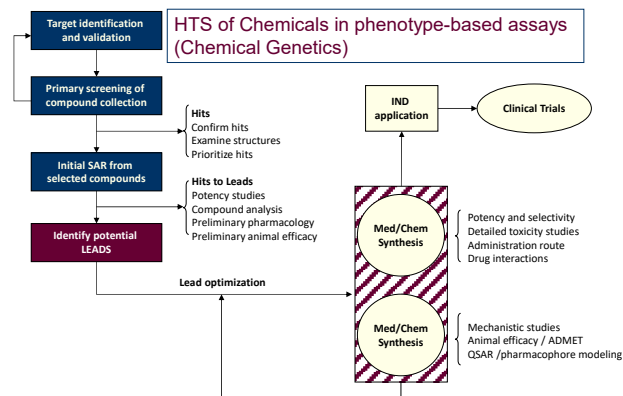 HTS of Chemicals in phenotype-based assays
(Chemical Genetics)
Target identification
and validation
Primary screening of
compound collection
Hits
Confirm hits
Examine structures
Prioritize hits
Initial SAR from
selected compounds
Hits to Leads
Potency studies
Compound analysis
Preliminary pharmacology
Preliminary animal efficacy
Identify potential
LEADS
Lead optimization
IND
application
Clinical Trials
Med/Chem
Synthesis
Potency and selectivity
Detailed toxicity studies
Administration route
Drug interactions
Med/Chem
Synthesis
Mechanistic studies
Animal efficacy / ADMET
QSAR /pharmacophore modeling